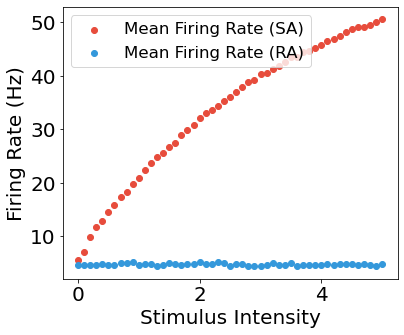 Mean Firing Rate (SA)
Mean Firing Rate (RA)
50
40
30
20
10
Firing Rate (Hz)
0 2 4
Stimulus Intensity